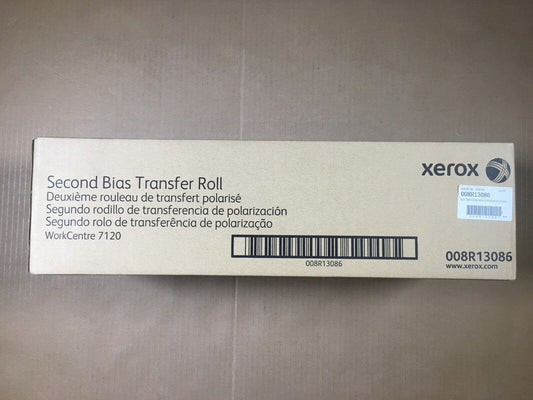 xerox
008R13086
Second Bias Transfer Roll
Deuxième rouleau de transfert polarisé
Segundo rodillo de transferencia de polarización
Segundo rolo de transferência de polarização
WorkCentre 7120
008R13086
008R13086
www.xerox.com